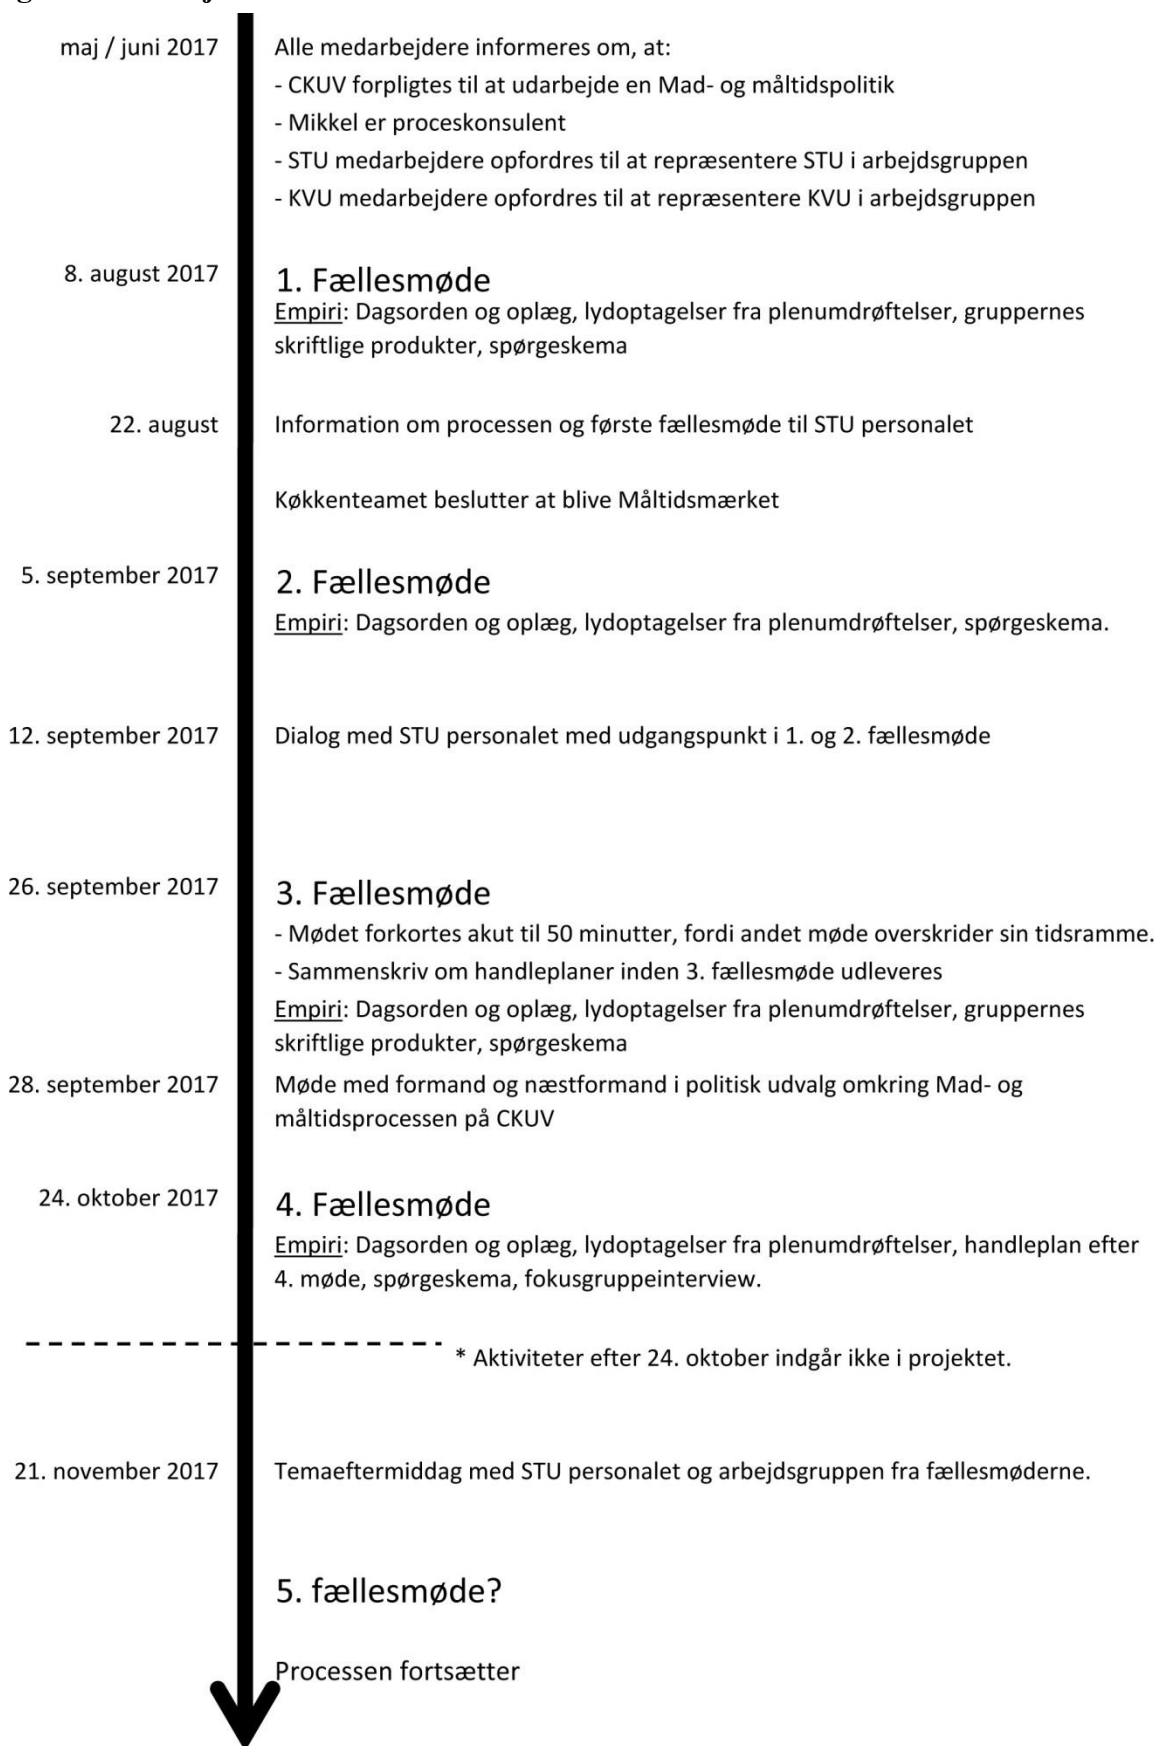 maj / juni 2017
Alle medarbejdere informeres om, at:
- CKUV forpligtes til at udarbejde en Mad- og måltidspolitik
- Mikkel er proceskonsulent
- STU medarbejdere opfordres til at repræsentere STU i arbejdsgruppen
- KVU medarbejdere opfordres til at repræsentere KVU i arbejdsgruppen
8. august 2017
1. Fællesmøde
Empiri: Dagsorden og oplæg, lydoptagelser fra plenumdrøftelser, gruppernes
skriftlige produkter, spørgeskema
22. august
Information om processen og første fællesmøde til STU personalet
Køkkenteamet beslutter at blive Måltidsmærket
5. september 2017
2. Fællesmøde
Empiri: Dagsorden og oplæg, lydoptagelser fra plenumdrøftelser, spørgeskema.
12. september 2017
Dialog med STU personalet med udgangspunkt i 1. og 2. fællesmøde
26. september 2017
3. Fællesmøde
- Mødet forkortes akut til 50 minutter, fordi andet møde overskrider sin tidsramme.
- Sammenskriv om handleplaner inden 3. fællesmøde udleveres
Empiri: Dagsorden og oplæg, lydoptagelser fra plenumdrøftelser, gruppernes
skriftlige produkter, spørgeskema
28. september 2017
Møde med formand og næstformand i politisk udvalg omkring Mad- og
måltidsprocessen på CKUV
24. oktober 2017
4. Fællesmøde
Empiri: Dagsorden og oplæg, lydoptagelser fra plenumdrøftelser, handleplan efter
4. møde, spørgeskema, fokusgruppeinterview.
* Aktiviteter efter 24. oktober indgår ikke i projektet.
21. november 2017
Temaeftermiddag med STU personalet og arbejdsgruppen fra fællesmøderne.
5. fællesmøde?
Processen fortsætter